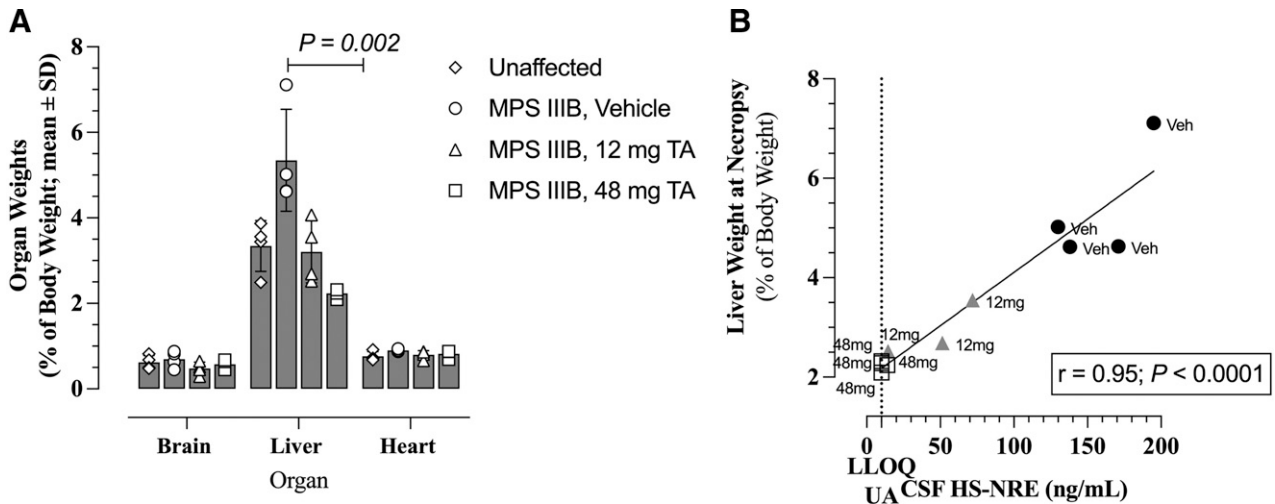 A
Organ Weights
(% of Body Weight; mean ± SD)
8
6
4
2
0
P = 0.002
Unaffected
MPS IIIB, Vehicle
MPS IIIB, 12 mg TA
MPS IIIB, 48 mg TA
Brain
Liver
Heart
Organ
B
Liver Weight at Necropsy
(% of Body Weight)
8
6
4
2
Veh
Veh
Veh
Veh
12mg
12mg
12mg
48mg
48mg
48mg
48mg
r = 0.95; P < 0.0001
0
50
100
150
200
LLOQ
UA
CSF HS-NRE (ng/mL)